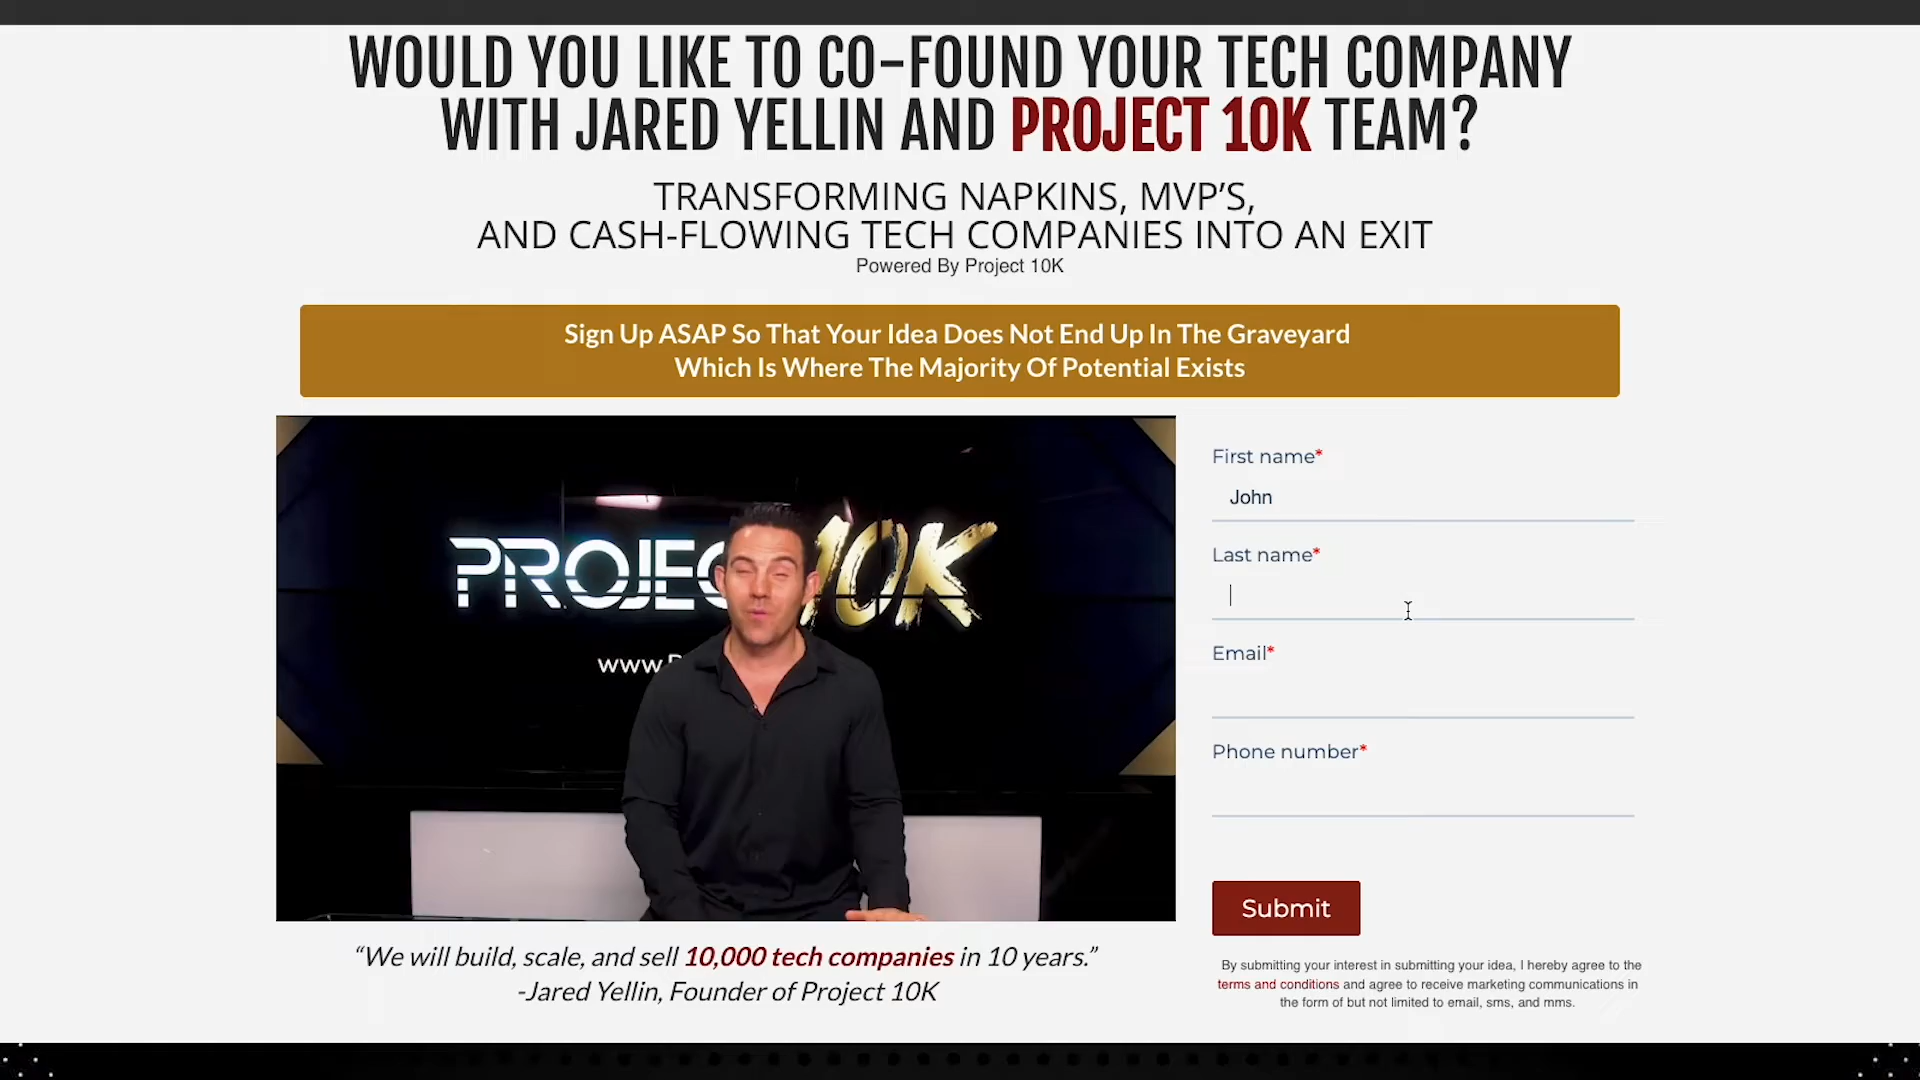 WOULD YOU LIKE TO CO-FOUND YOUR TECH COMPANY
WITH JARED YELLIN AND PROJECT 10K TEAM?
TRANSFORMING NAPKINS, MVP'S,
AND CASH-FLOWING TECH COMPANIES INTO AN EXIT
Powered By Project 10K
Sign Up ASAP So That Your Idea Does Not End Up In The Graveyard
Which Is Where The Majority Of Potential Exists
PROJEC 10K
www.
“We will build, scale, and sell 10,000 tech companies in 10 years.”
-Jared Yellin, Founder of Project 10K
First name*
John
Last name*
Email*
Phone number*
Submit
By submitting your interest in submitting your idea, I hereby agree to the
terms and conditions and agree to receive marketing communications in
the form of but not limited to email, sms, and mms.